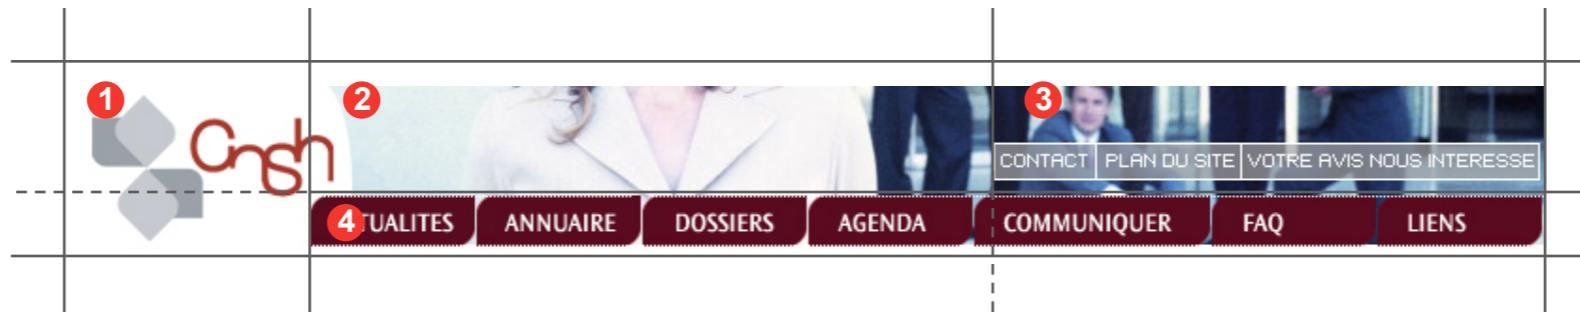 1
2
3
Cnsh
CONTACT PLAN DU SITE VOTRE AVIS NOUS INTERESSE
4 TUALITES ANNUAIRE DOSSIERS AGENDA COMMUNIQUER FAQ LIENS